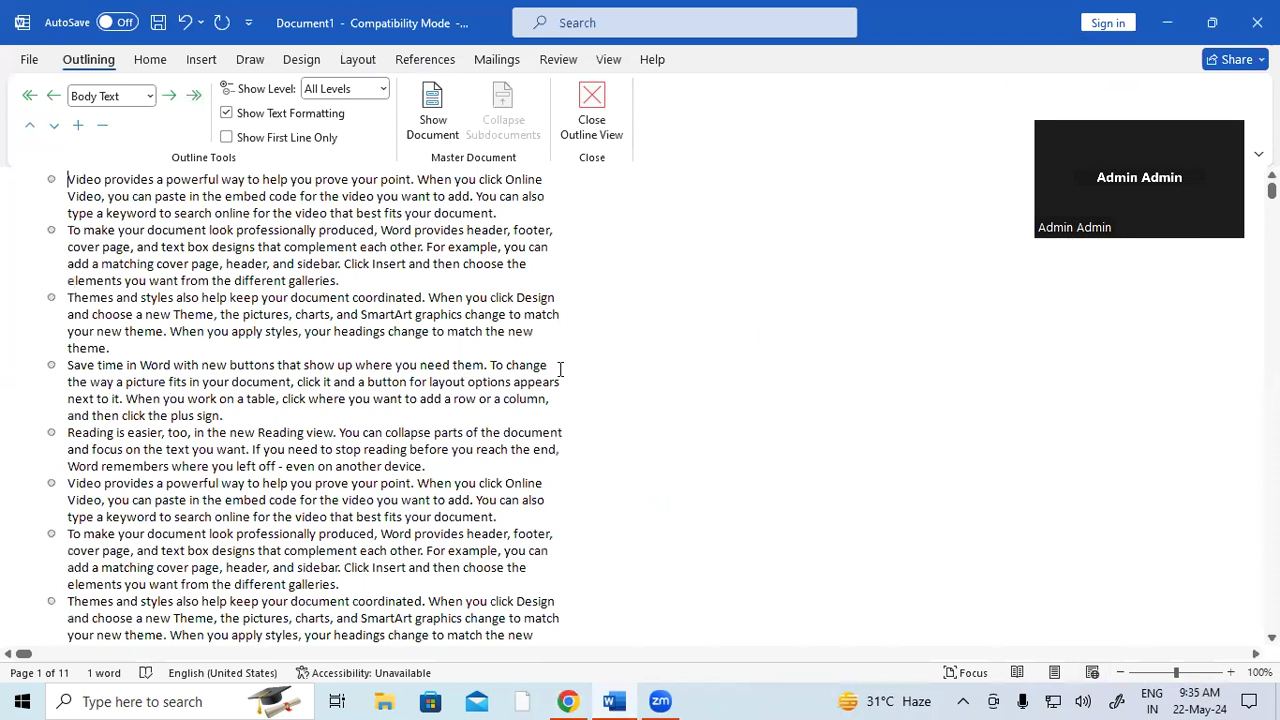 AutoSave Off Document1 - Compatibility Mode -... Search Sign in
File Outlining Home Insert Draw Design Layout References Mailings Review View Help Share
Body Text
Show Level: All Levels
Show Text Formatting
Show First Line Only
Outline Tools
Show Document
Collapse Subdocuments
Master Document
Close Outline View
Close
Admin Admin
Admin Admin
Video provides a powerful way to help you prove your point. When you click Online
Video, you can paste in the embed code for the video you want to add. You can also
type a keyword to search online for the video that best fits your document.
To make your document look professionally produced, Word provides header, footer,
cover page, and text box designs that complement each other. For example, you can
add a matching cover page, header, and sidebar. Click Insert and then choose the
elements you want from the different galleries.
Themes and styles also help keep your document coordinated. When you click Design
and choose a new Theme, the pictures, charts, and SmartArt graphics change to match
your new theme. When you apply styles, your headings change to match the new
theme.
Save time in Word with new buttons that show up where you need them. To change
the way a picture fits in your document, click it and a button for layout options appears
next to it. When you work on a table, click where you want to add a row or a column,
and then click the plus sign.
Reading is easier, too, in the new Reading view. You can collapse parts of the document
and focus on the text you want. If you need to stop reading before you reach the end,
Word remembers where you left off - even on another device.
Video provides a powerful way to help you prove your point. When you click Online
Video, you can paste in the embed code for the video you want to add. You can also
type a keyword to search online for the video that best fits your document.
To make your document look professionally produced, Word provides header, footer,
cover page, and text box designs that complement each other. For example, you can
add a matching cover page, header, and sidebar. Click Insert and then choose the
elements you want from the different galleries.
Themes and styles also help keep your document coordinated. When you click Design
and choose a new Theme, the pictures, charts, and SmartArt graphics change to match
your new theme. When you apply styles, your headings change to match the new
Page 1 of 11 1 word English (United States) Accessibility: Unavailable Focus 100%
Type here to search zm 31°C Haze ENG IN 9:35 AM 22-May-24